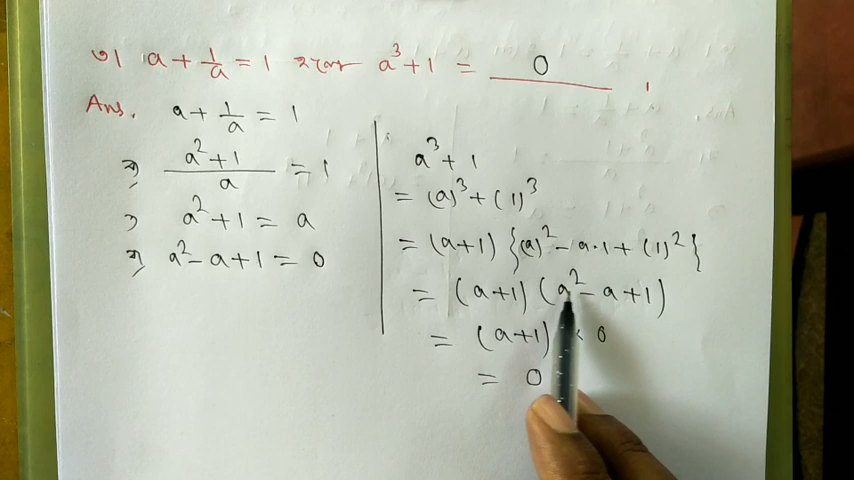 ৩। a + 1/a = 1 হলে a³ + 1 = 0 ।
Ans. a + 1/a = 1
বা, (a² + 1)/a = 1
বা, a² + 1 = a
বা, a² - a + 1 = 0
a³ + 1
= (a)³ + (1)³
= (a+1) {(a)² - a·1 + (1)²}
= (a+1) (a² - a + 1)
= (a+1) × 0
= 0